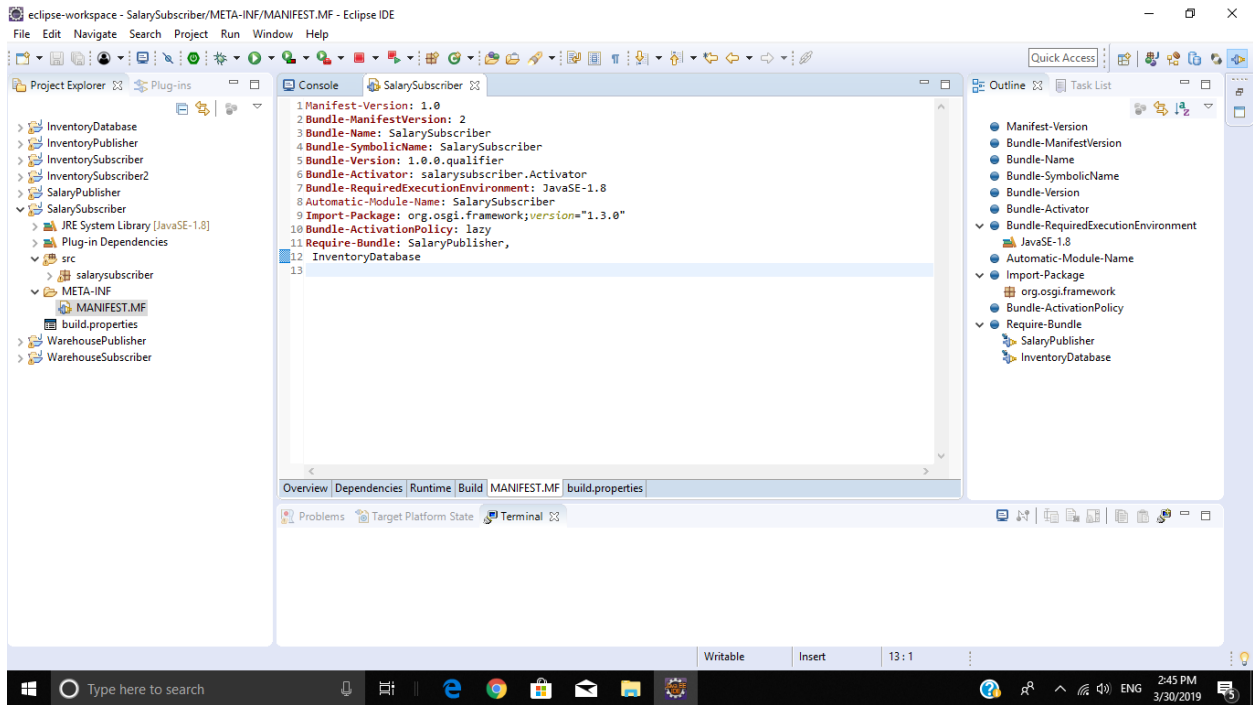 eclipse-workspace - SalarySubscriber/META-INF/MANIFEST.MF - Eclipse IDE
File Edit Navigate Search Project Run Window Help
Quick Access
Project Explorer Plug-ins
InventoryDatabase
InventoryPublisher
InventorySubscriber
InventorySubscriber2
SalaryPublisher
SalarySubscriber
JRE System Library [JavaSE-1.8]
Plug-in Dependencies
src
salarysubscriber
META-INF
MANIFEST.MF
build.properties
WarehousePublisher
WarehouseSubscriber
Console SalarySubscriber
1 Manifest-Version: 1.0
2 Bundle-ManifestVersion: 2
3 Bundle-Name: SalarySubscriber
4 Bundle-SymbolicName: SalarySubscriber
5 Bundle-Version: 1.0.0.qualifier
6 Bundle-Activator: salarysubscriber.Activator
7 Bundle-RequiredExecutionEnvironment: JavaSE-1.8
8 Automatic-Module-Name: SalarySubscriber
9 Import-Package: org.osgi.framework;version="1.3.0"
10 Bundle-ActivationPolicy: lazy
11 Require-Bundle: SalaryPublisher,
12 InventoryDatabase
13
Overview Dependencies Runtime Build MANIFEST.MF build.properties
Outline Task List
Manifest-Version
Bundle-ManifestVersion
Bundle-Name
Bundle-SymbolicName
Bundle-Version
Bundle-Activator
Bundle-RequiredExecutionEnvironment
JavaSE-1.8
Automatic-Module-Name
Import-Package
org.osgi.framework
Bundle-ActivationPolicy
Require-Bundle
SalaryPublisher
InventoryDatabase
Problems Target Platform State Terminal
Writable Insert 13 : 1
Type here to search
ENG
2:45 PM
3/30/2019
5